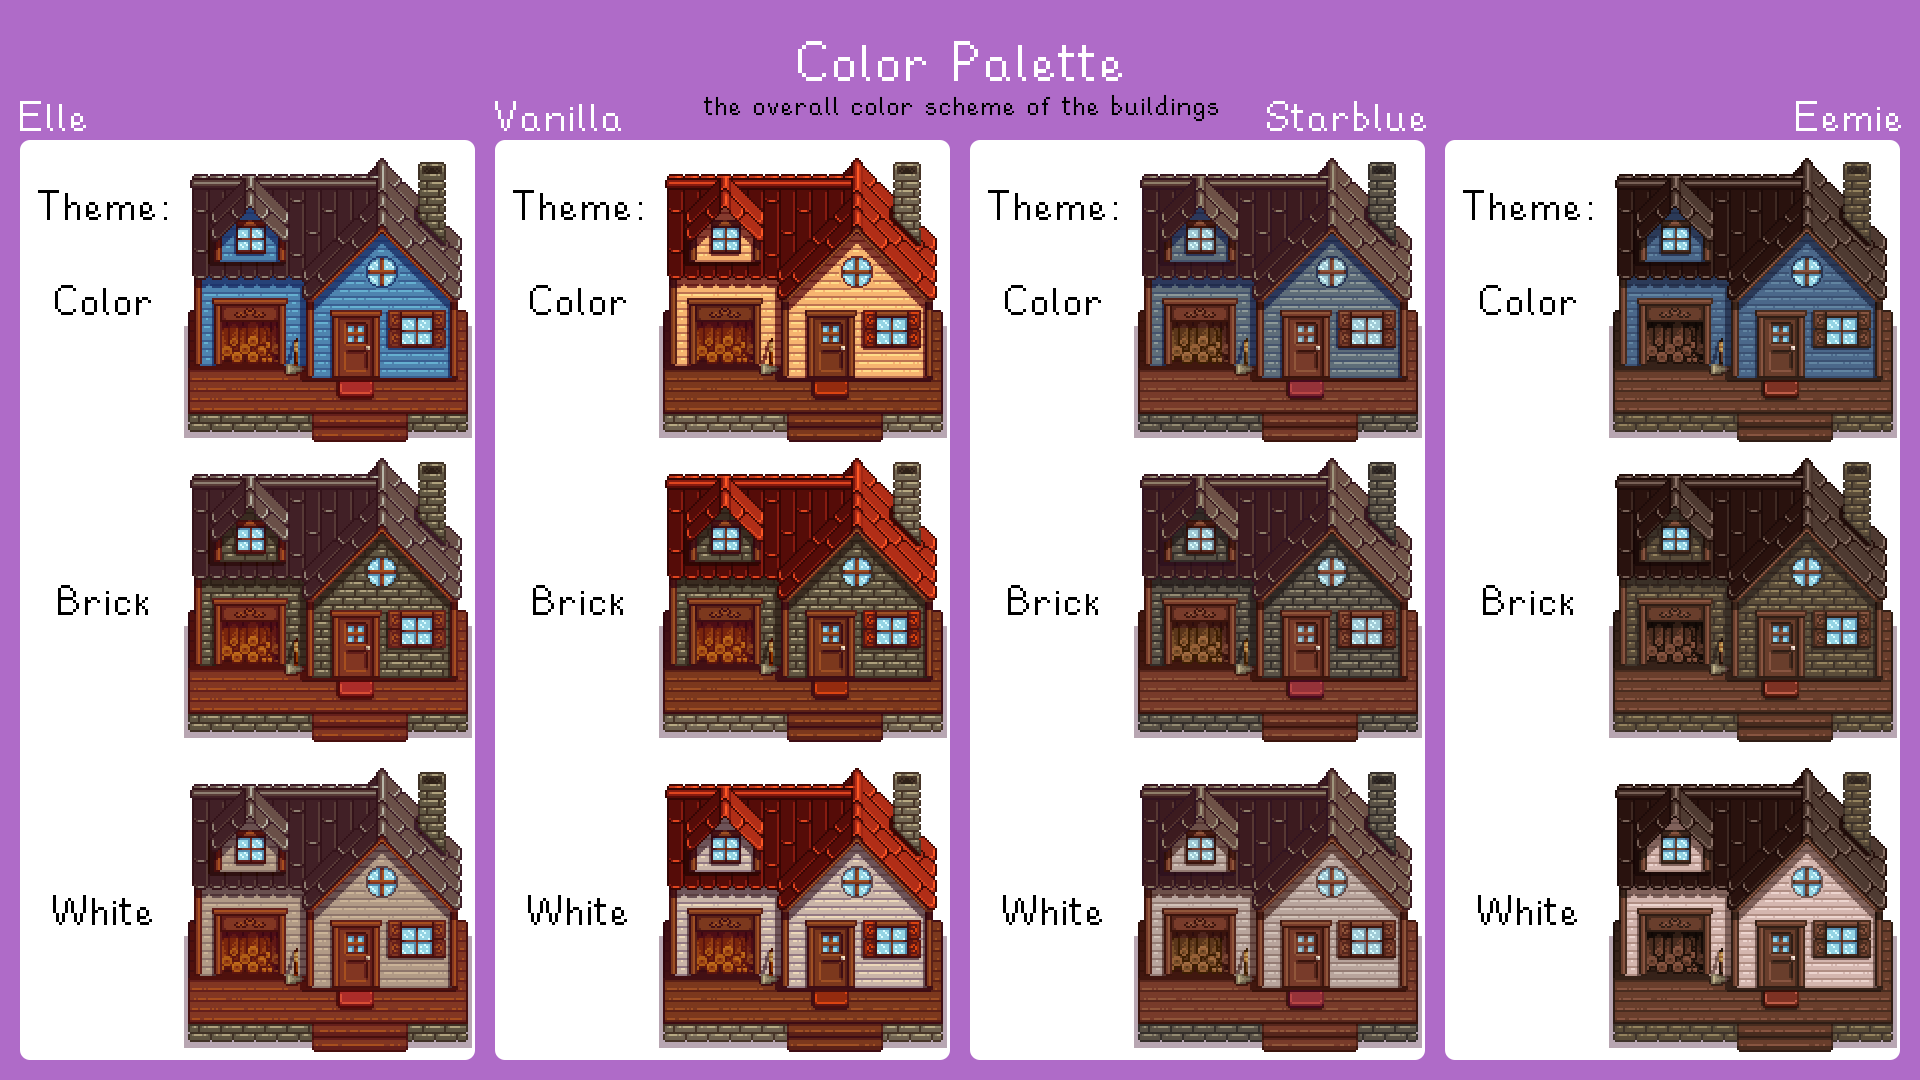 Color Palette
the overall color scheme of the buildings
Elle
Vanilla
Starblue
Eemie
Theme:
Color
Brick
White
Theme:
Color
Brick
White
Theme:
Color
Brick
White
Theme:
Color
Brick
White